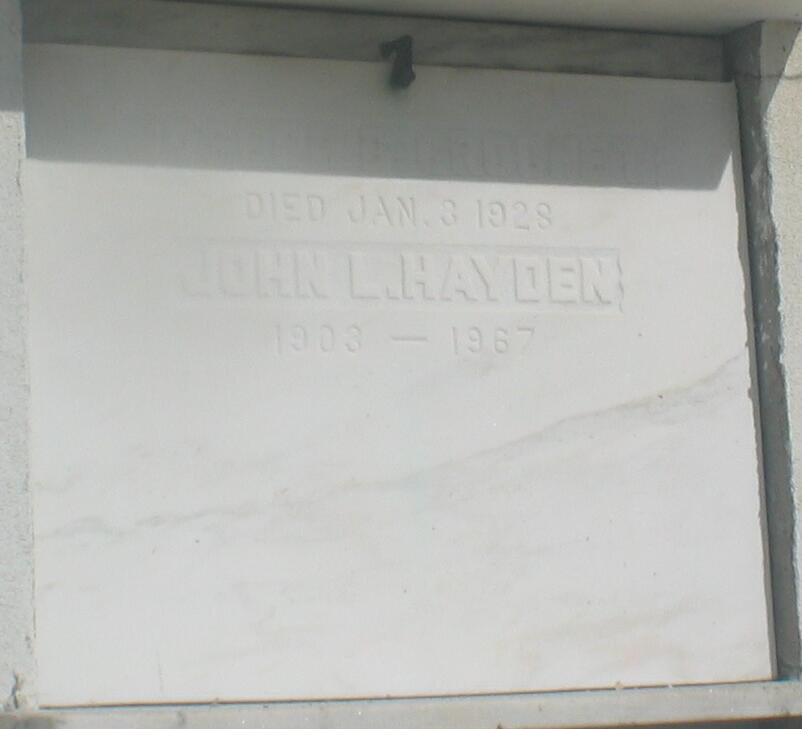 DIED JAN. 3 1928
JOHN L. HAYDEN
1903 — 1967